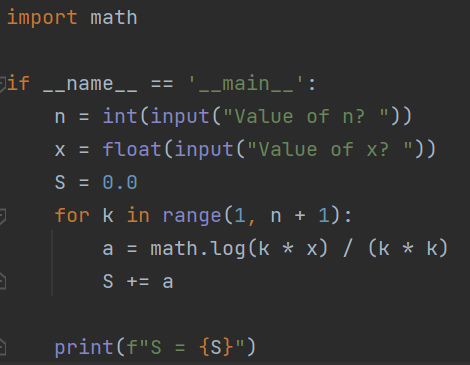 import math

if __name__ == '__main__':
    n = int(input("Value of n? "))
    x = float(input("Value of x? "))
    S = 0.0
    for k in range(1, n + 1):
        a = math.log(k * x) / (k * k)
        S += a

    print(f"S = {S}")